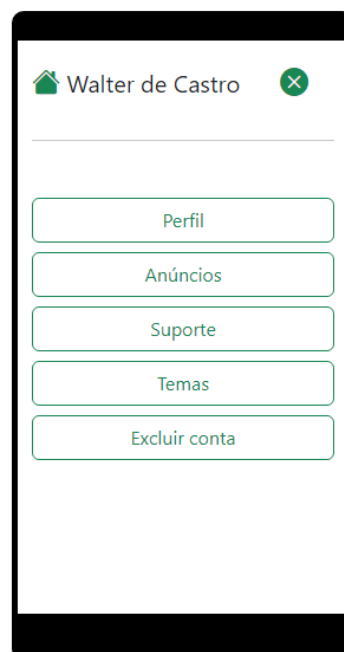 Walter de Castro
Perfil
Anúncios
Suporte
Temas
Excluir conta